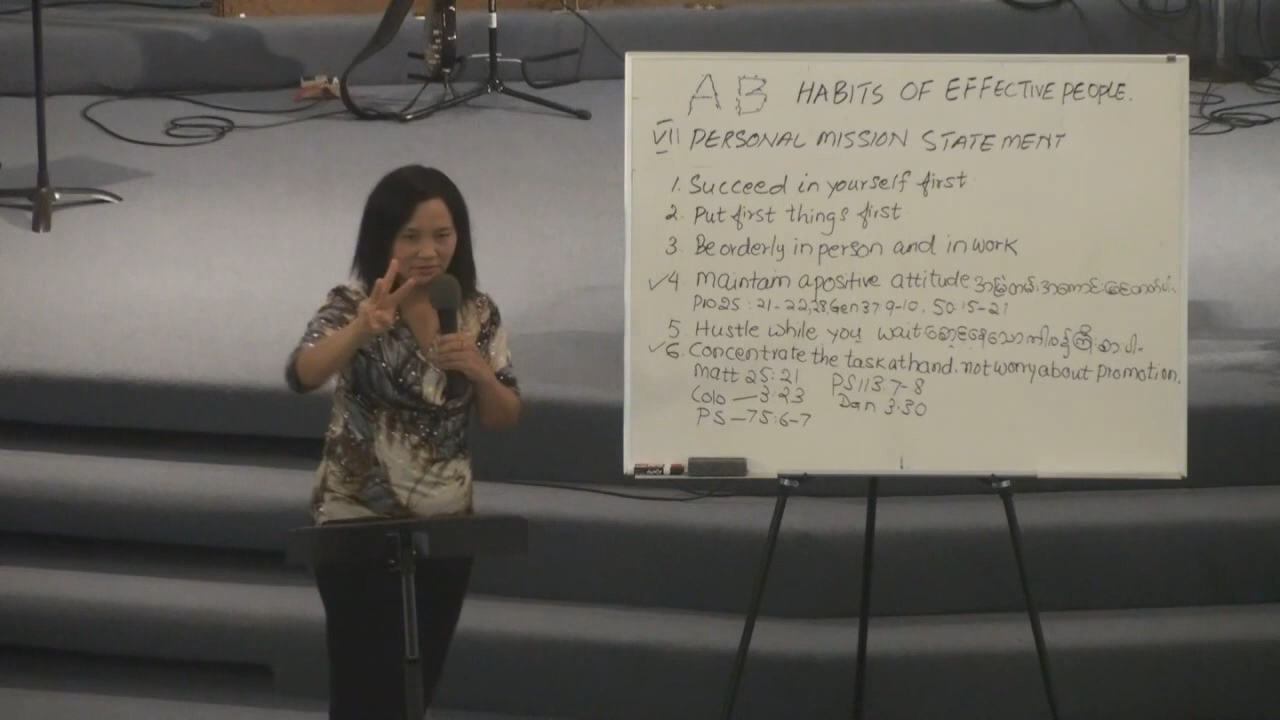 A B HABITS OF EFFECTIVE PEOPLE.
VII PERSONAL MISSION STATEMENT
1. Succeed in yourself first
2. Put first things first
3. Be orderly in person and in work
✓4 Maintain a positive attitude
Pro 25:21-22,28, Gen 37:9-10, 50:15-21
5. Hustle while you wait
✓6. Concentrate the task at hand. not worry about promotion.
Matt 25:21 PS 113:7-8
Colo — 3:23 Dan 3:30
PS — 75:6-7